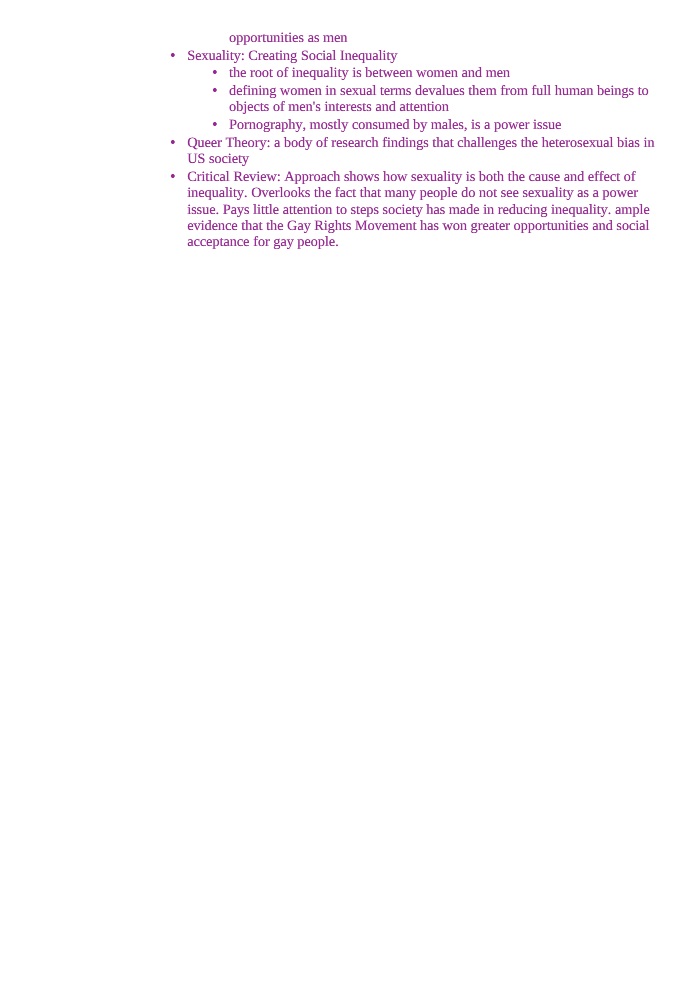 opportunities as men
• Sexuality: Creating Social Inequality
• the root of inequality is between women and men
• defining women in sexual terms devalues them from full human beings to
objects of men's interests and attention
• Pornography, mostly consumed by males, is a power issue
• Queer Theory: a body of research findings that challenges the heterosexual bias in
US society
• Critical Review: Approach shows how sexuality is both the cause and effect of
inequality. Overlooks the fact that many people do not see sexuality as a power
issue. Pays little attention to steps society has made in reducing inequality. ample
evidence that the Gay Rights Movement has won greater opportunities and social
acceptance for gay people.